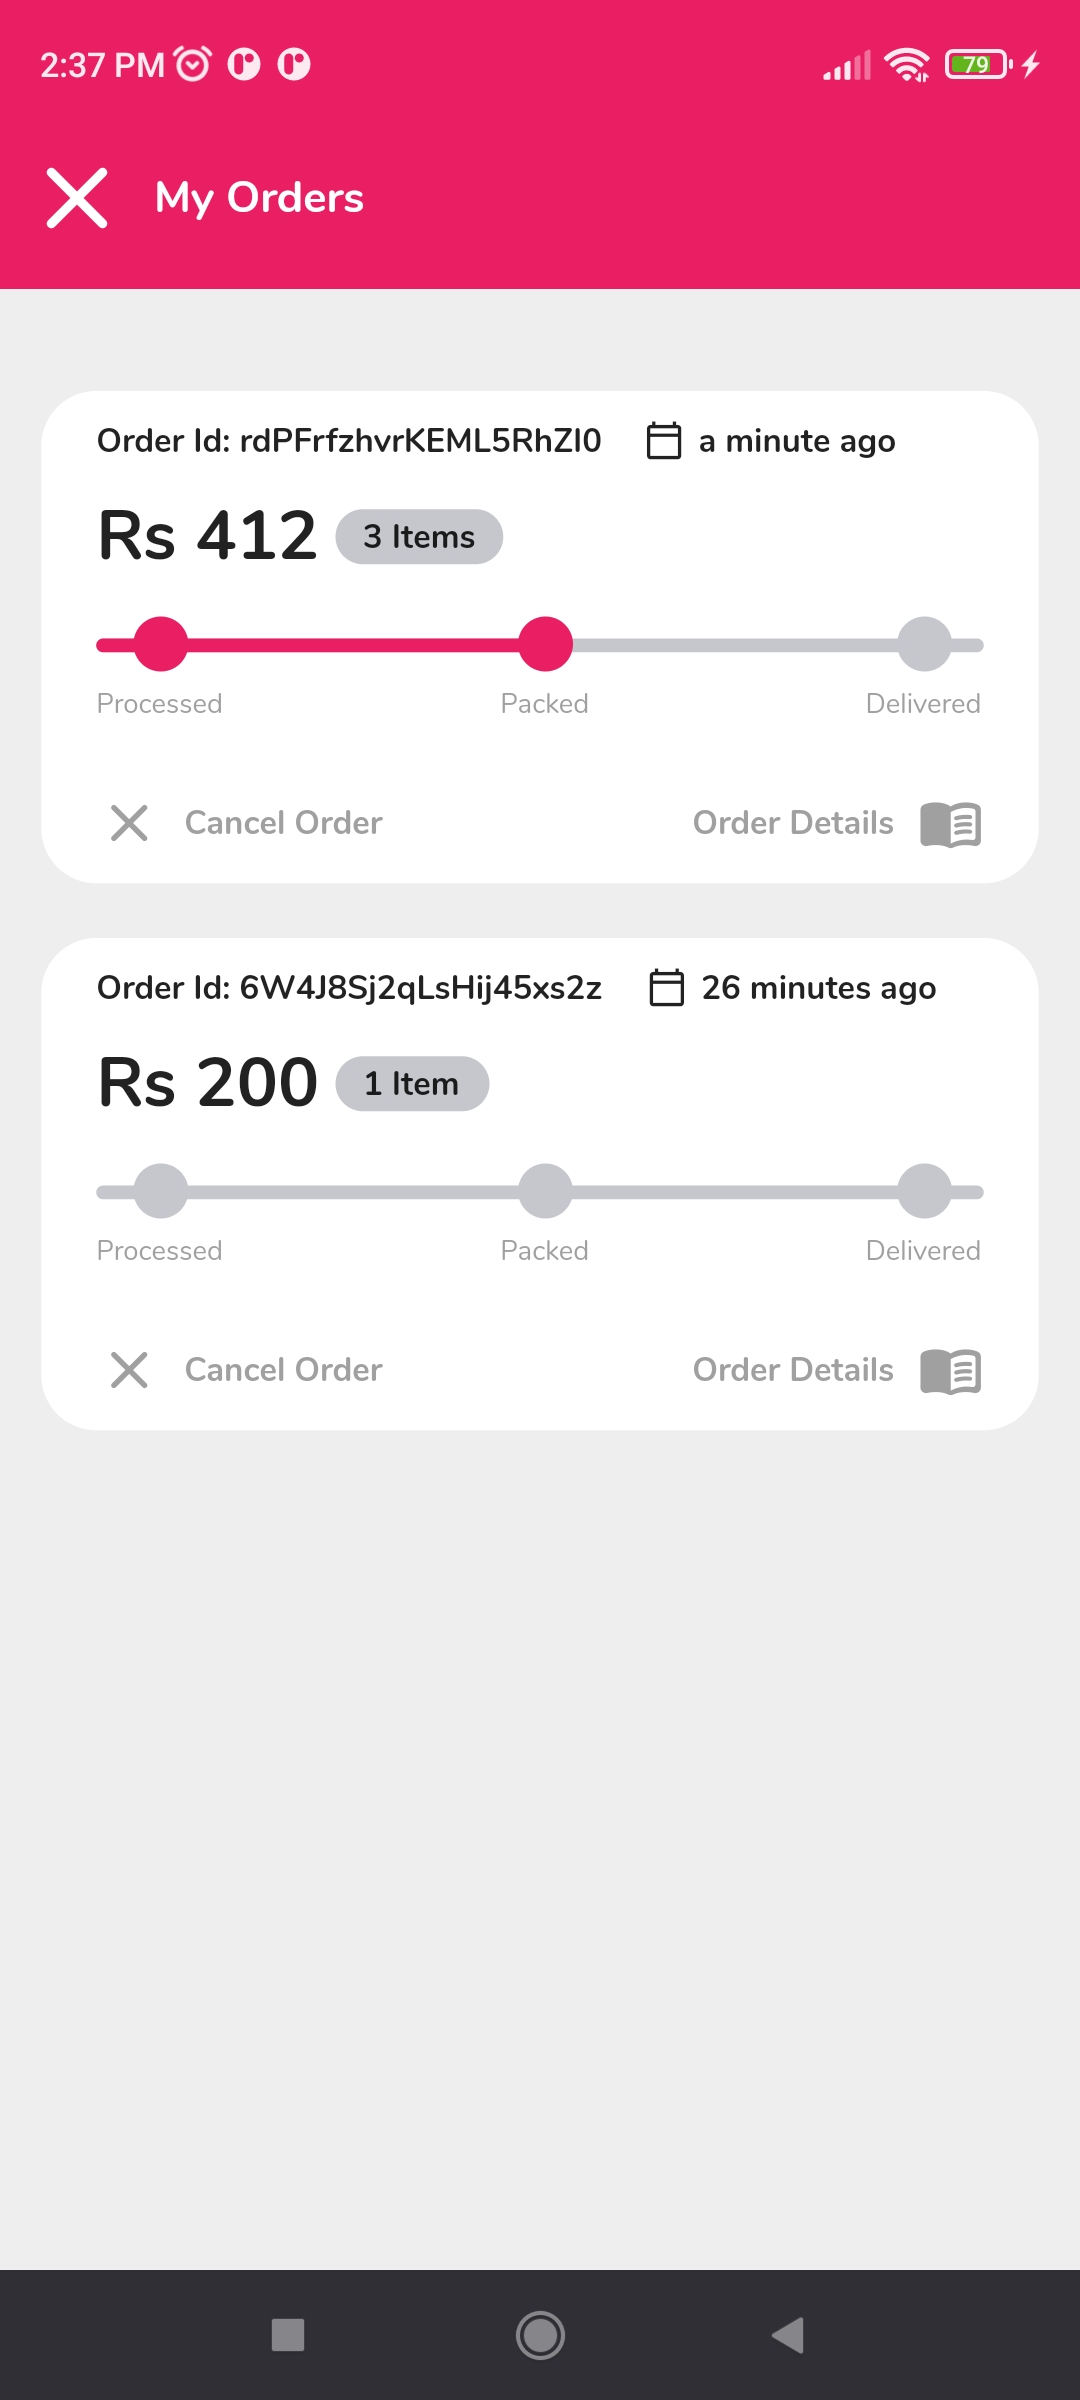 2:37 PM
79
My Orders
Order Id: rdPFrfzhvrKEML5RhZI0 a minute ago
Rs 412 3 Items
Processed Packed Delivered
Cancel Order Order Details
Order Id: 6W4J8Sj2qLsHij45xs2z 26 minutes ago
Rs 200 1 Item
Processed Packed Delivered
Cancel Order Order Details